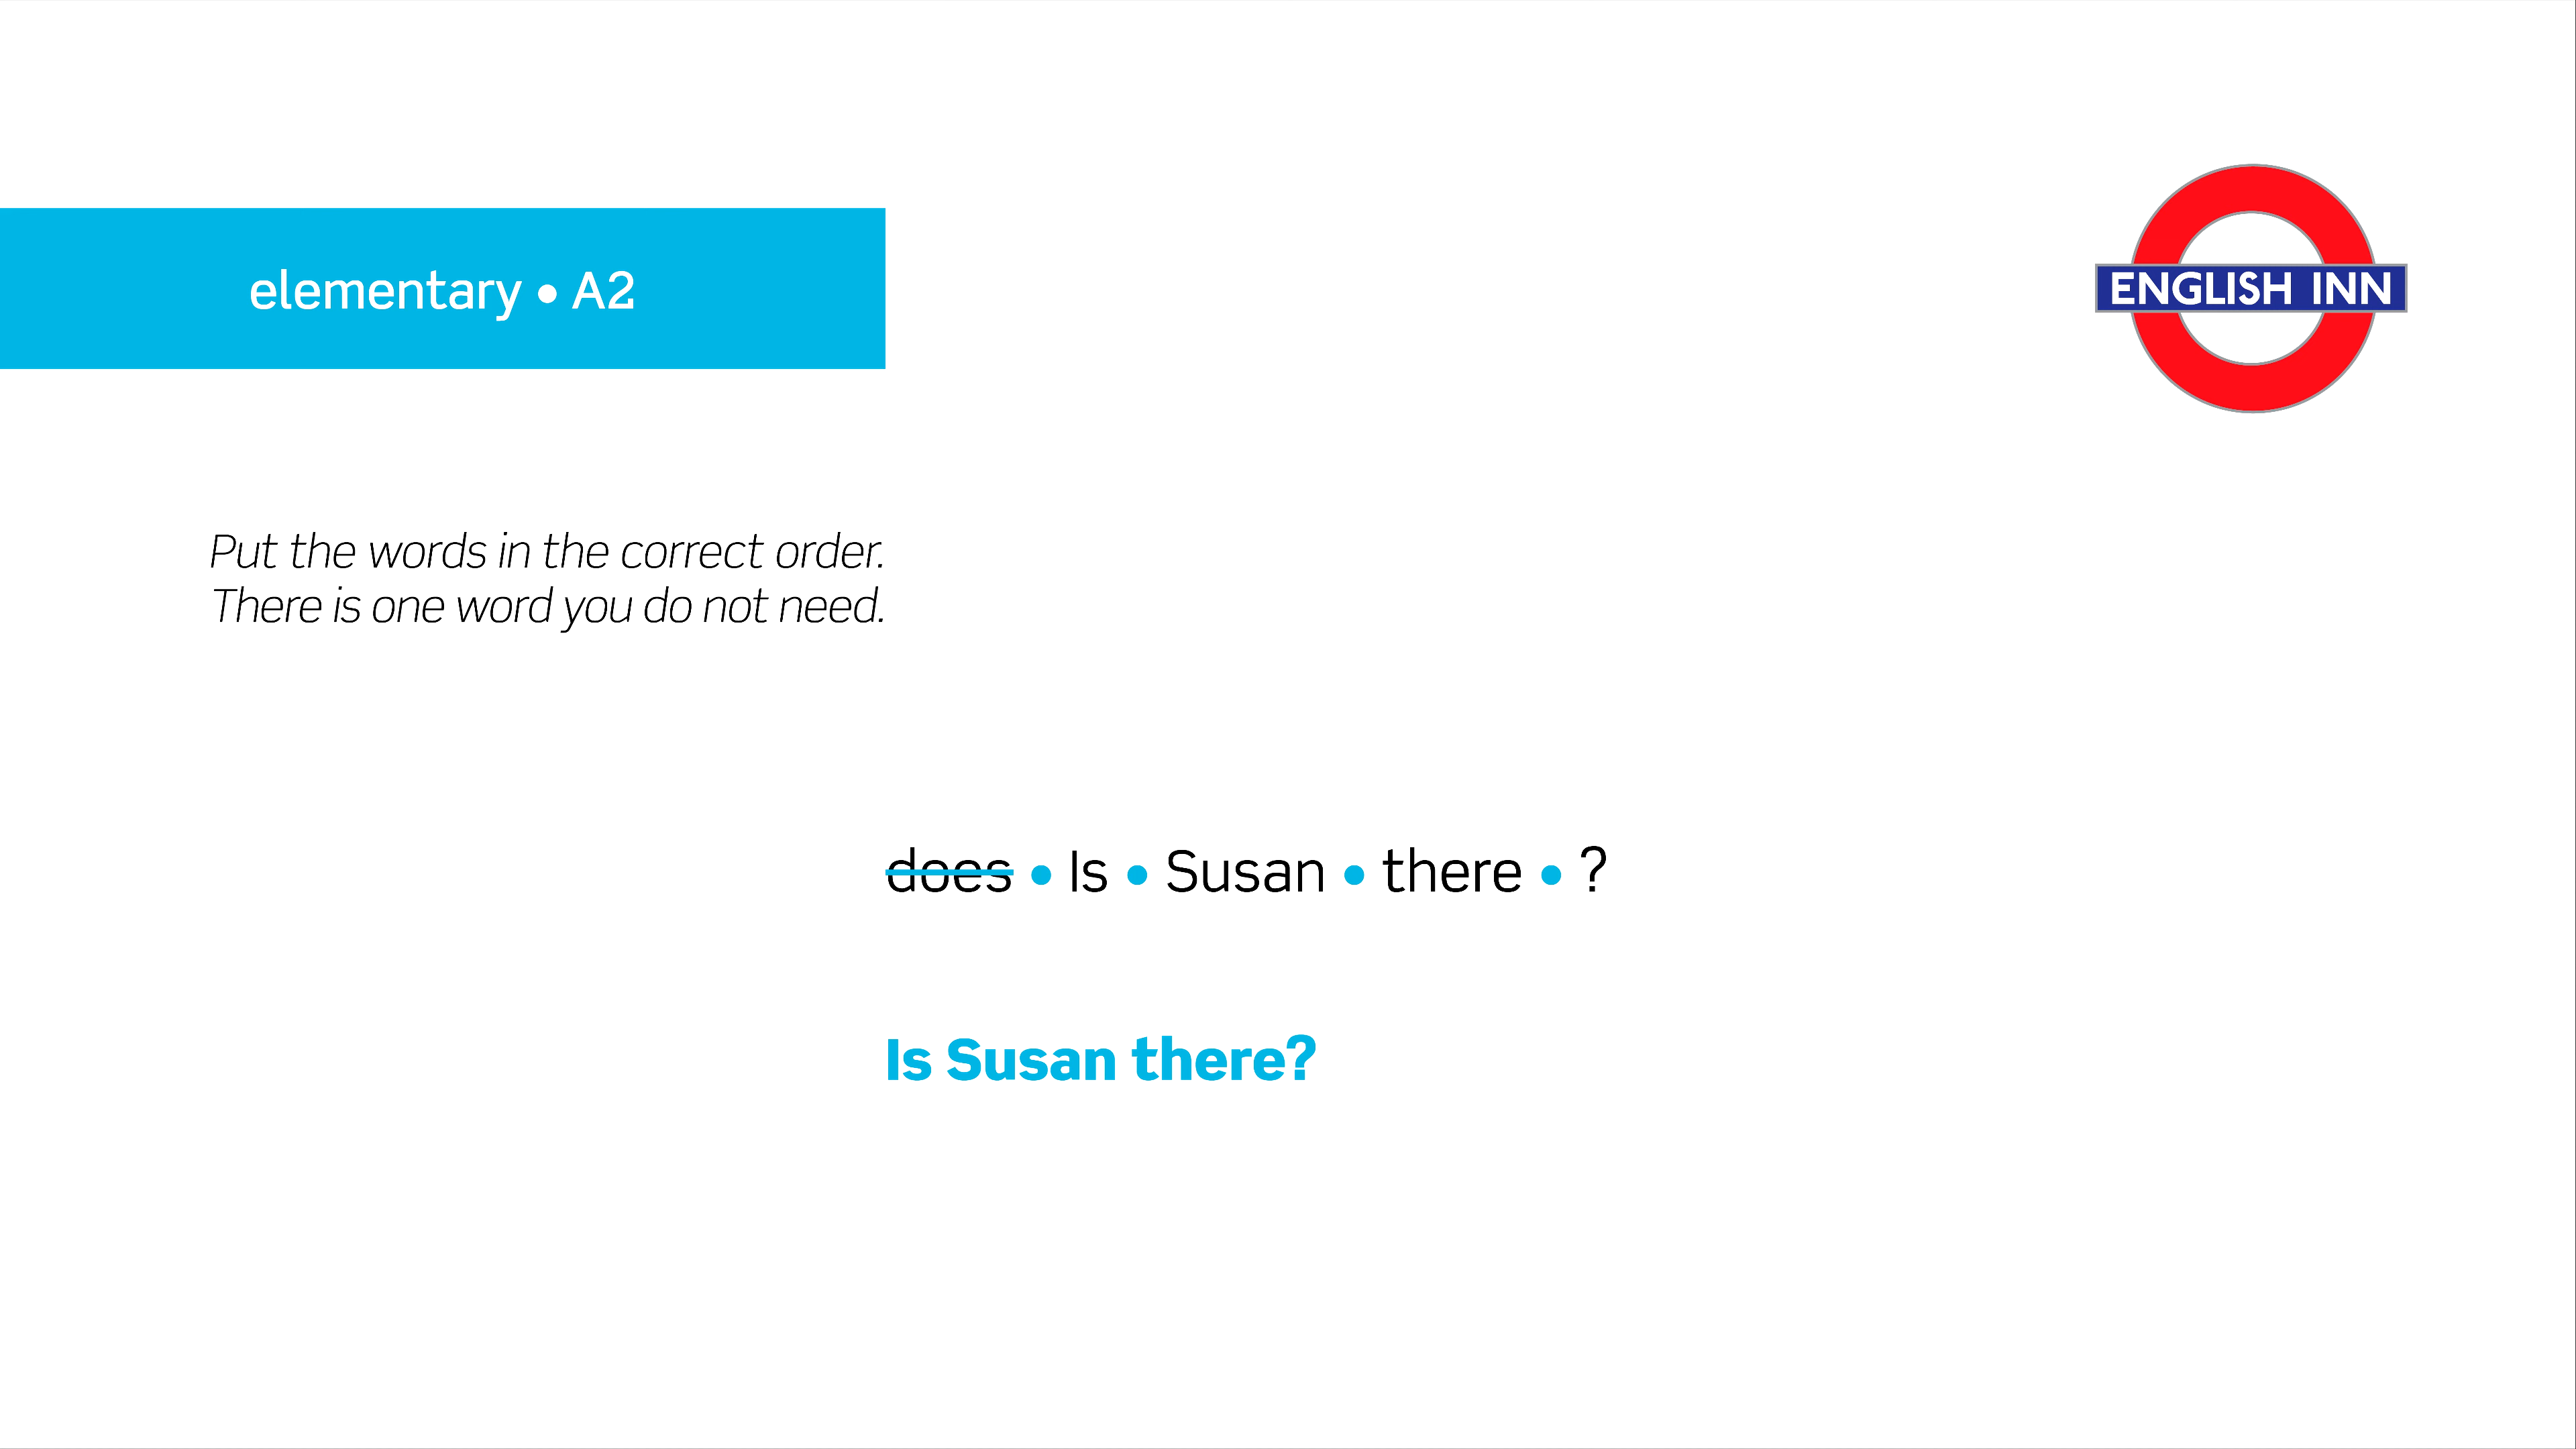 elementary • A2
ENGLISH INN
Put the words in the correct order.
There is one word you do not need.
does • Is • Susan • there • ?
Is Susan there?